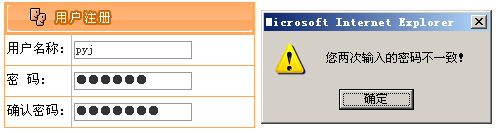 用户注册
用户名称： pyj
密 码： ●●●●●●
确认密码： ●●●●●●●
Microsoft Internet Explorer
您两次输入的密码不一致！
确定